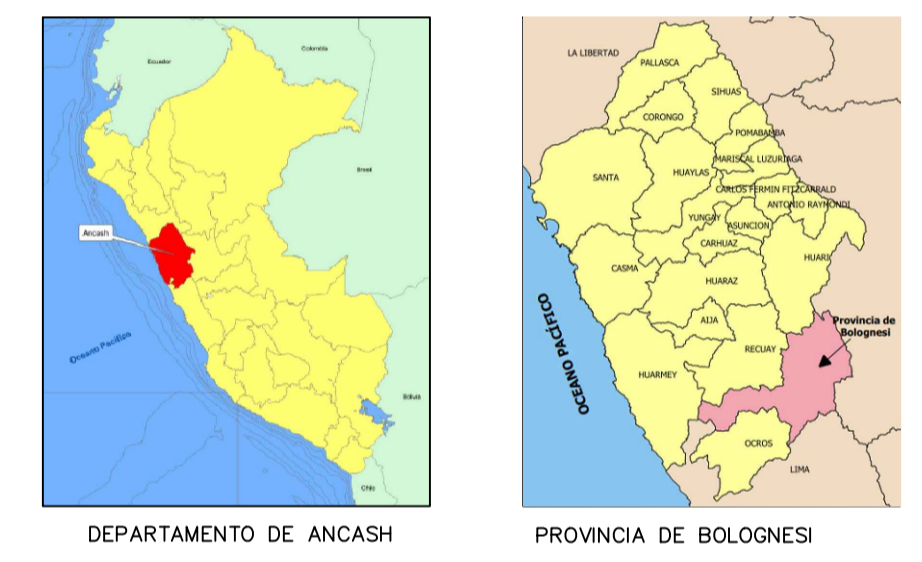 Colombia
Ecuador
Brasil
Ancash
Oceano Pacifico
Bolivia
Chile
DEPARTAMENTO DE ANCASH
LA LIBERTAD
PALLASCA
SIHUAS
CORONGO
POMABAMBA
MARISCAL LUZURIAGA
HUAYLAS
SANTA
CARLOS FERMIN FITZCARRALD
ANTONIO RAYMONDI
YUNGAY
ASUNCION
CARHUAZ
HUARI
CASMA
HUARAZ
OCEANO PACÍFICO
AIJA
Provincia de
Bolognesi
RECUAY
HUARMEY
OCROS
LIMA
PROVINCIA DE BOLOGNESI